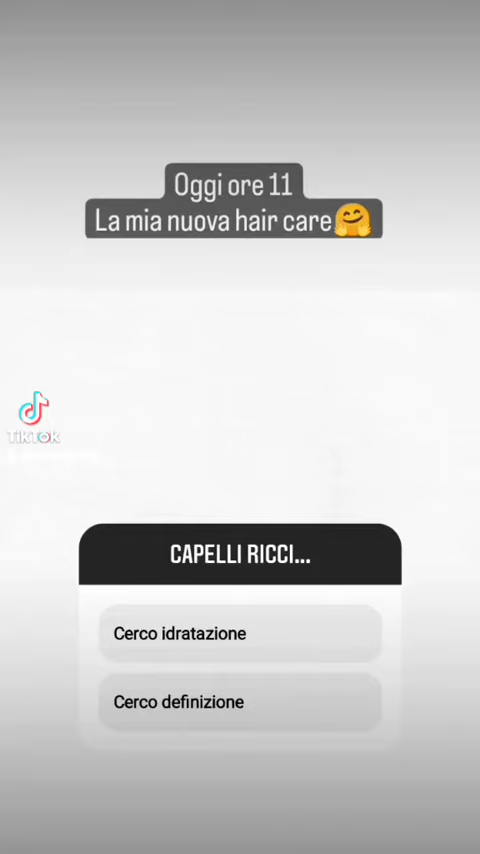 Oggi ore 11
La mia nuova hair care🤗
TikTok
CAPELLI RICCI...
Cerco idratazione
Cerco definizione